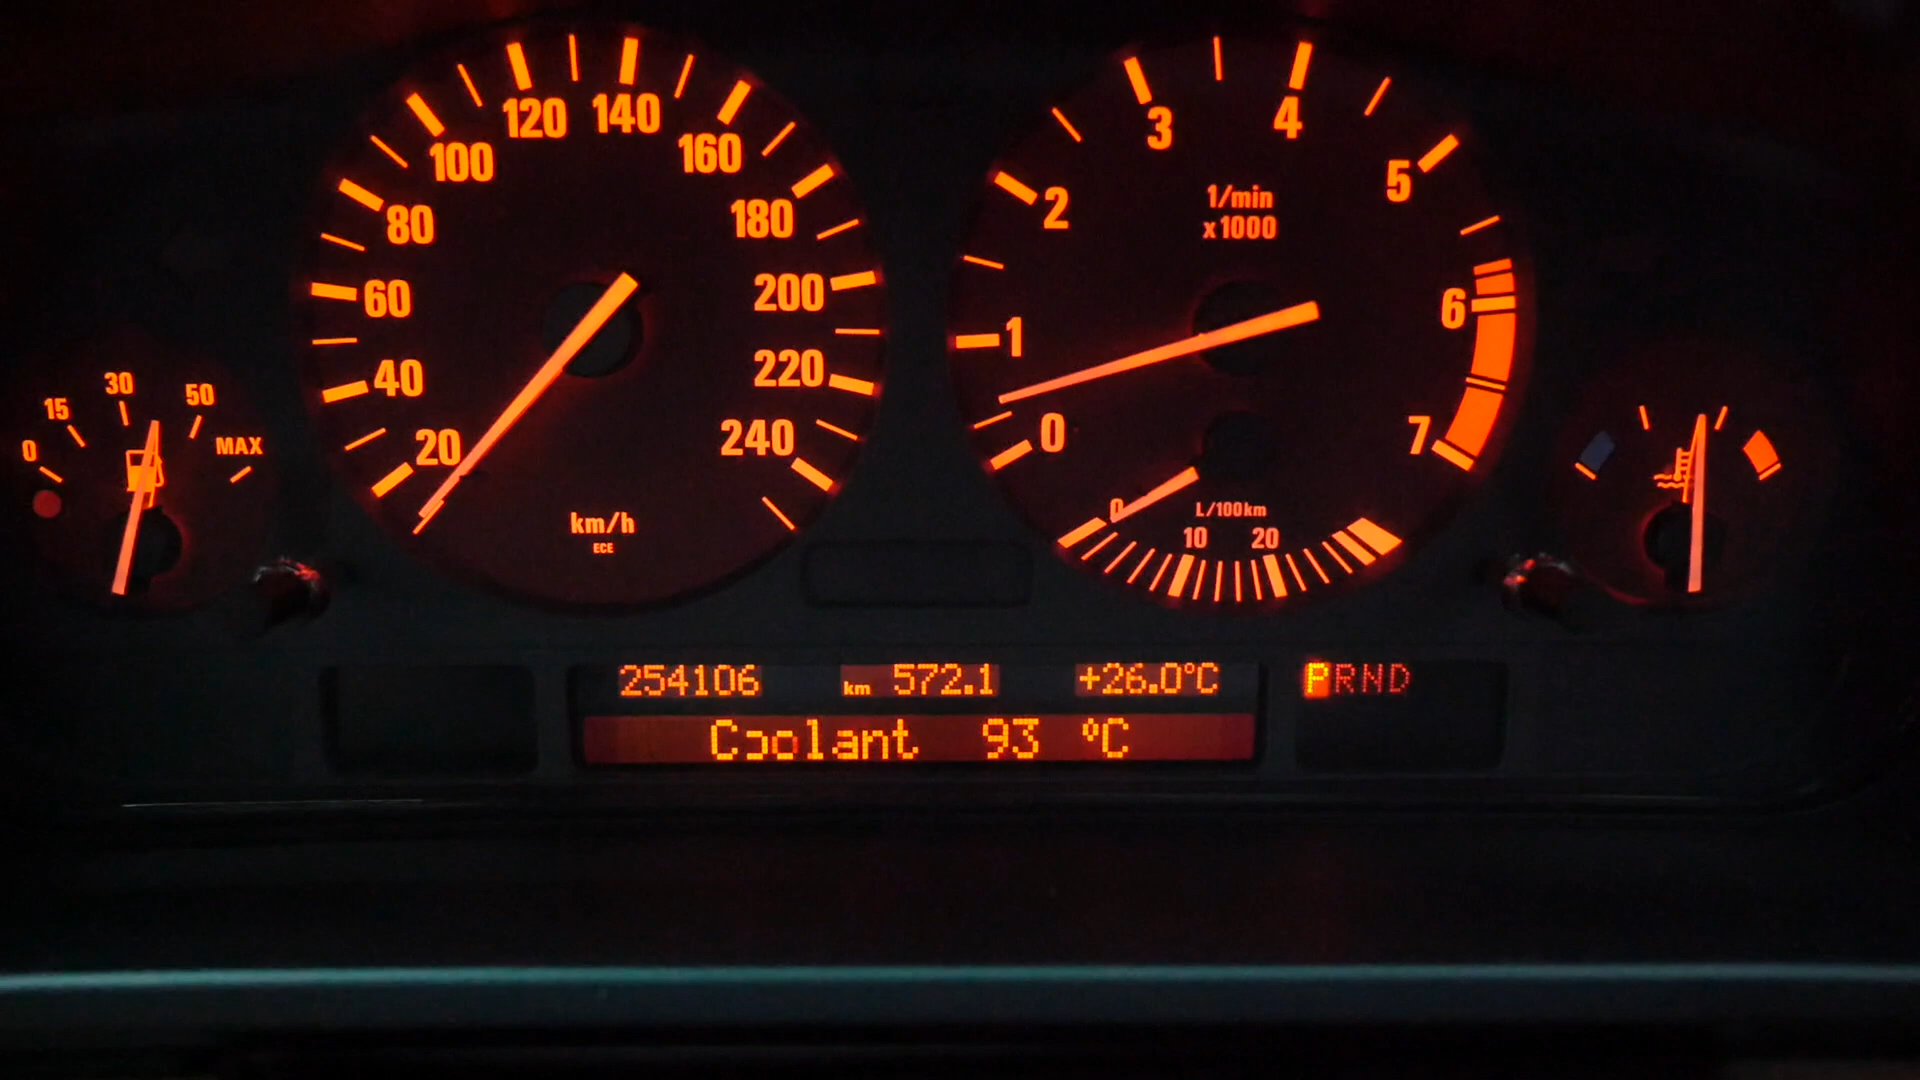 0 15 30 50 MAX
20 40 60 80 100 120 140 160 180 200 220 240
km/h
ECE
0 1 2 3 4 5 6 7
1/min
x1000
0 10 20
L/100km
254106 km 572.1 +26.0°C PRND
Coolant 93 °C